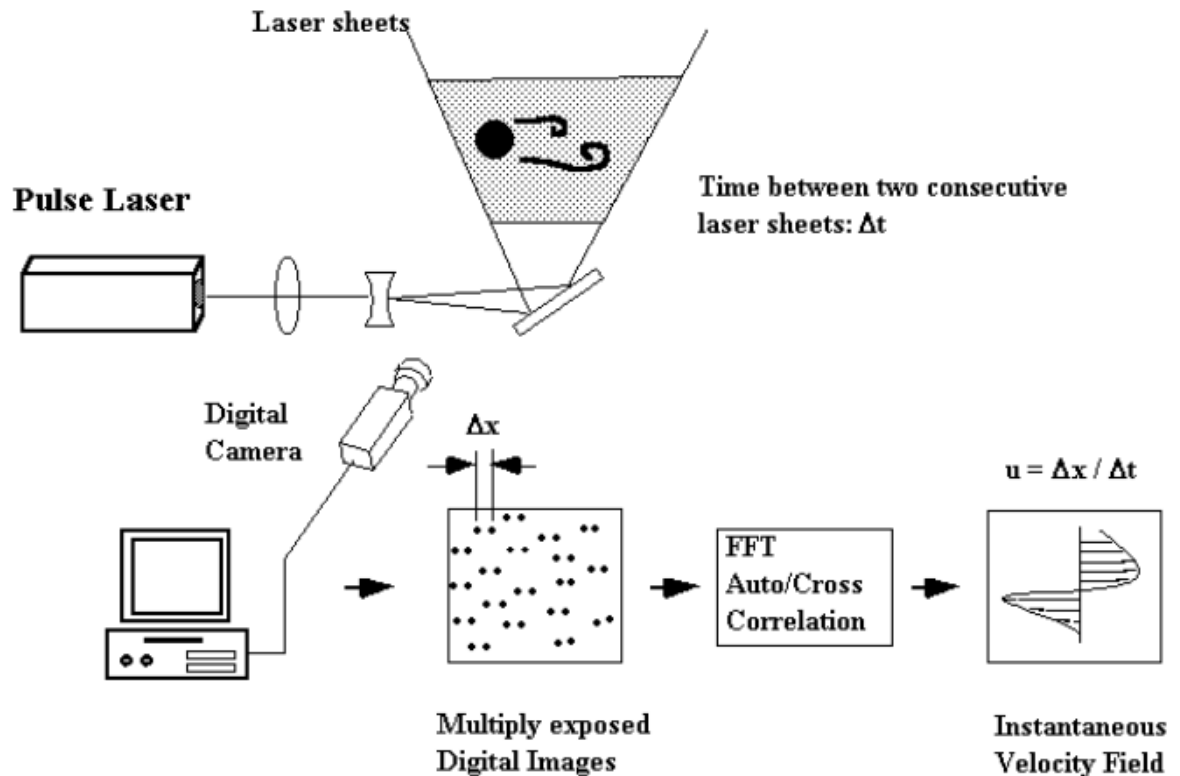 Laser sheets
Time between two consecutive
laser sheets: Δt
Pulse Laser
Digital
Camera
Δx
u = Δx / Δt
FFT
Auto/Cross
Correlation
Multiply exposed
Digital Images
Instantaneous
Velocity Field